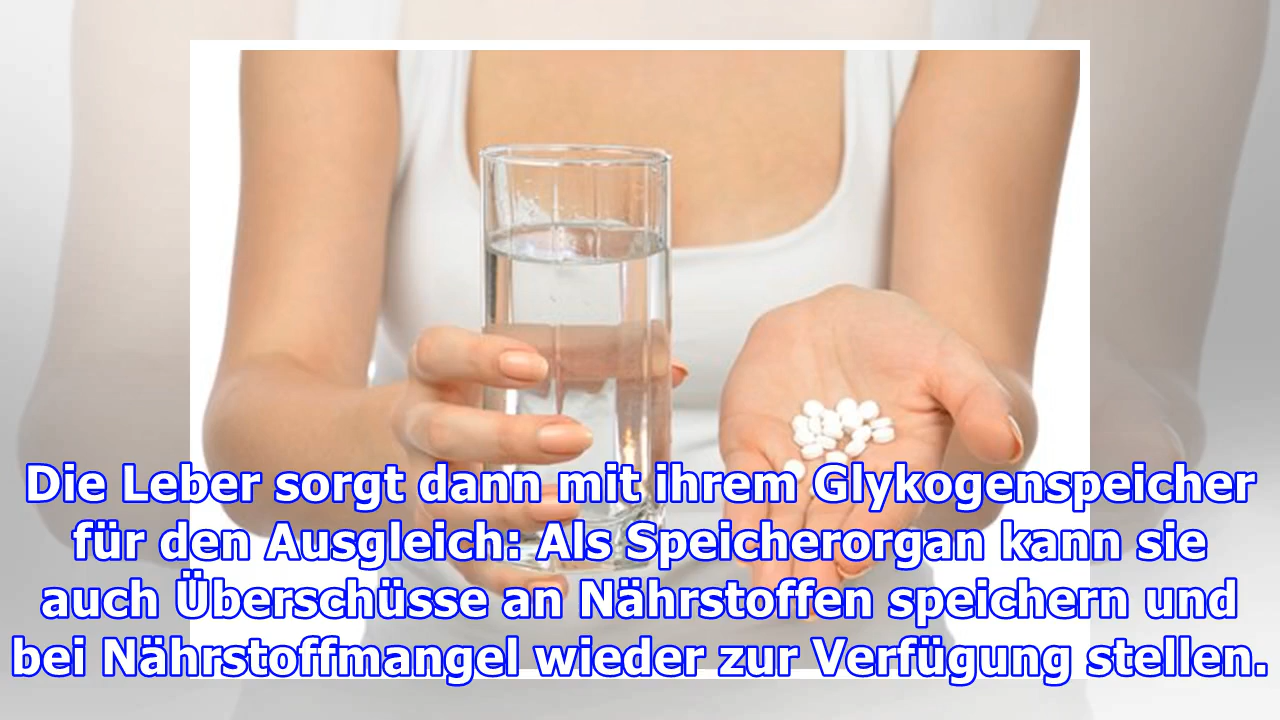 Die Leber sorgt dann mit ihrem Glykogenspeicher
für den Ausgleich: Als Speicherorgan kann sie
auch Überschüsse an Nährstoffen speichern und
bei Nährstoffmangel wieder zur Verfügung stellen.